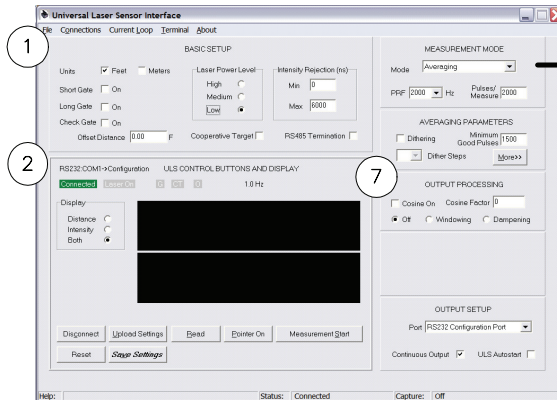 Universal Laser Sensor Interface
File Connections Current Loop Terminal About
1
BASIC SETUP
Units Feet Meters
Short Gate On
Long Gate On
Check Gate On
Offset Distance 0.00 F
Laser Power Level
High
Medium
Low
Cooperative Target
Intensity Rejection (ns)
Min 0
Max 6000
RS485 Termination
MEASUREMENT MODE
Mode Averaging
PRF 2000 Hz Pulses/
Measure 2000
AVERAGING PARAMETERS
Dithering Minimum
Good Pulses 1500
Dither Steps More>>
2
RS232:COM1->Configuration ULS CONTROL BUTTONS AND DISPLAY
Connected Laser On G CT O 1.0 Hz
Display
Distance
Intensity
Both
Disconnect Upload Settings Read Pointer On Measurement Start
Reset Save Settings
7
OUTPUT PROCESSING
Cosine On Cosine Factor 0
Off Windowing Dampening
OUTPUT SETUP
Port RS232 Configuration Port
Continuous Output ULS Autostart
Help: Status: Connected Capture: Off